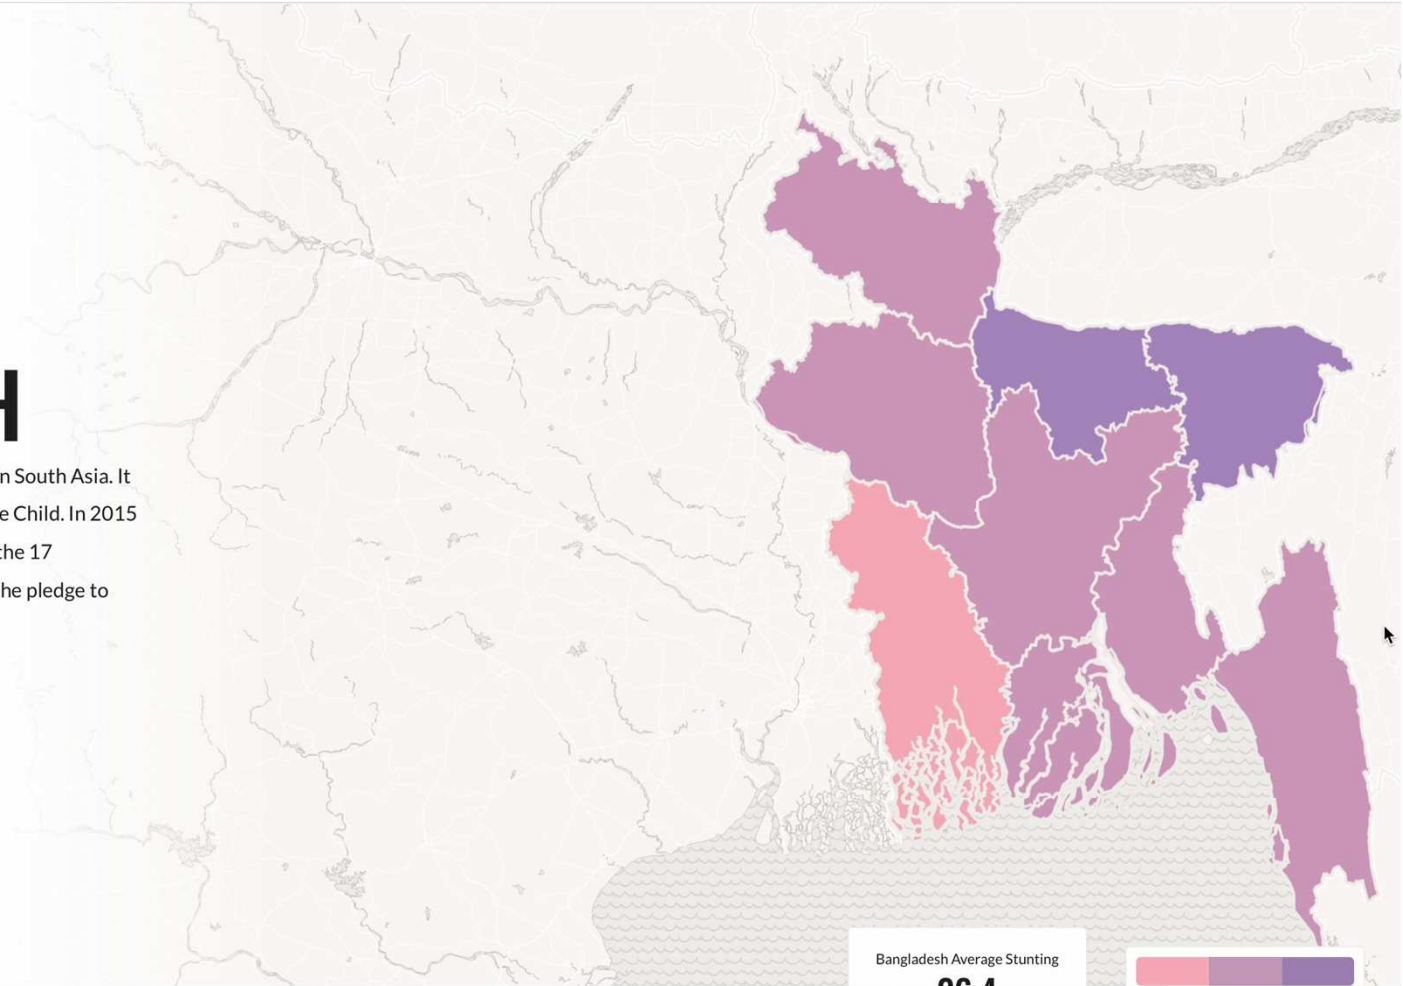 H
n South Asia. It
e Child. In 2015
the 17
he pledge to
Bangladesh Average Stunting